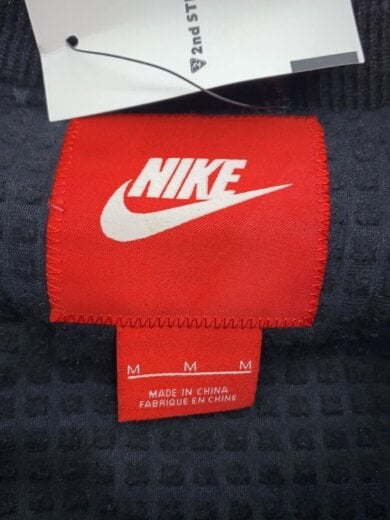 2nd ST
NIKE
M M M
MADE IN CHINA
FABRIQUE EN CHINE